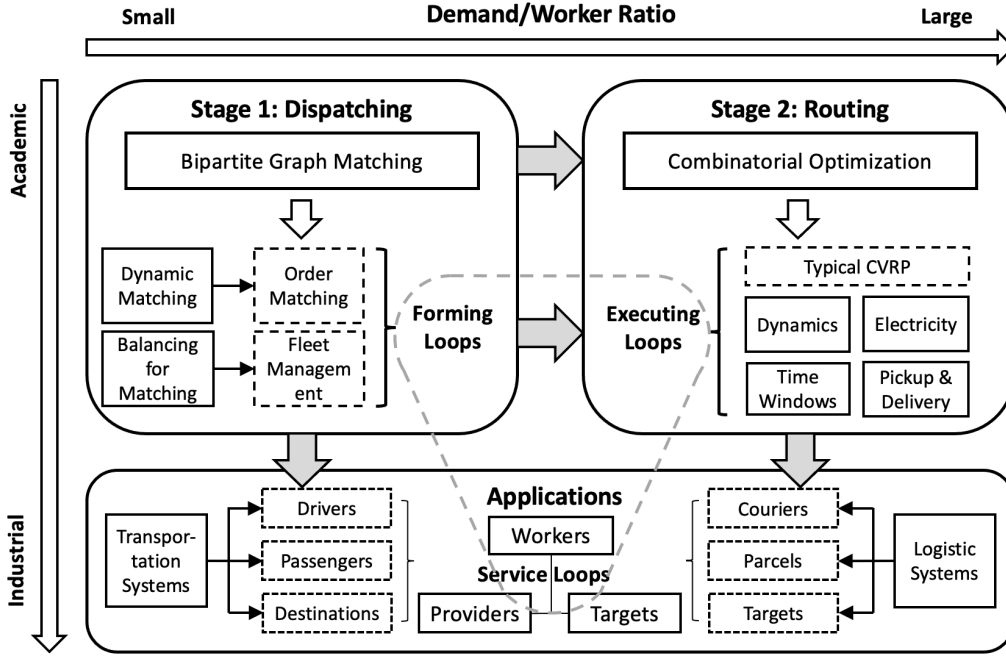 Demand/Worker Ratio
Small
Large
Academic
Industrial
Stage 1: Dispatching
Bipartite Graph Matching
Dynamic
Matching
Order
Matching
Balancing
for
Matching
Fleet
Managem
ent
Forming
Loops
Stage 2: Routing
Combinatorial Optimization
Executing
Loops
Typical CVRP
Dynamics
Electricity
Time
Windows
Pickup &
Delivery
Applications
Transpor-
tation
Systems
Drivers
Passengers
Destinations
Workers
Service Loops
Providers
Targets
Couriers
Parcels
Targets
Logistic
Systems